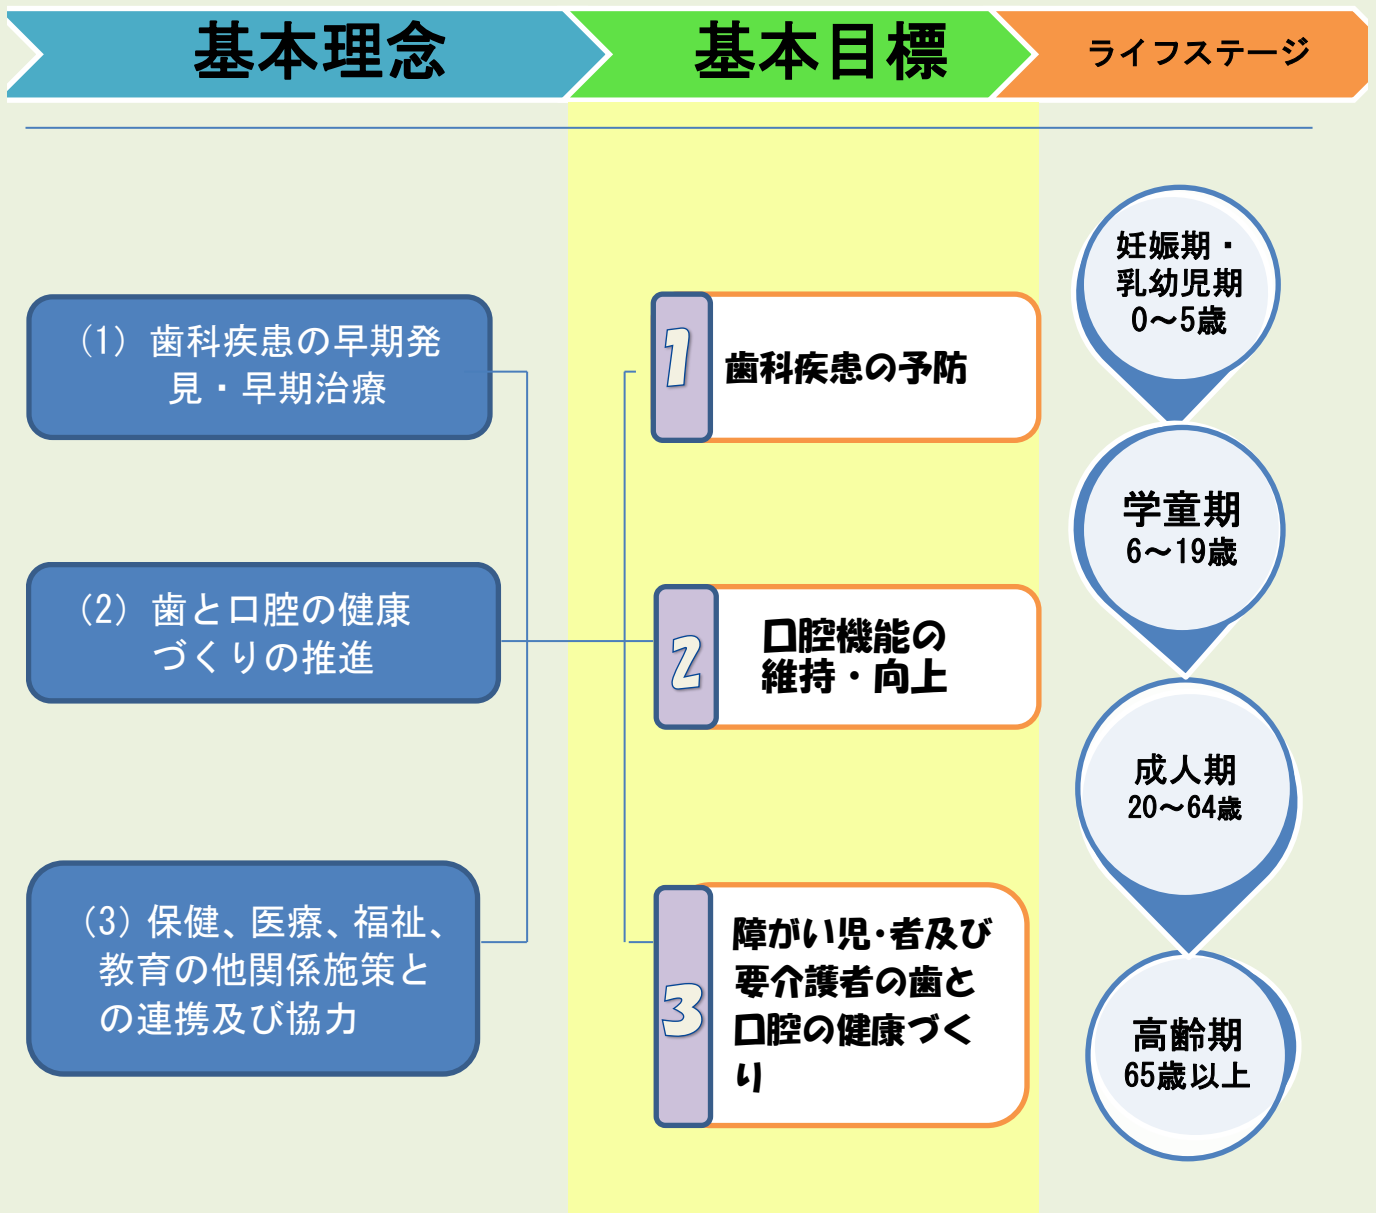 基本理念
基本目標
ライフステージ
(1) 歯科疾患の早期発
見・早期治療
(2) 歯と口腔の健康
づくりの推進
(3) 保健、医療、福祉、
教育の他関係施策と
の連携及び協力
1
歯科疾患の予防
2
口腔機能の
維持・向上
3
障がい児・者及び
要介護者の歯と
口腔の健康づく
り
妊娠期・
乳幼児期
0～5歳
学童期
6～19歳
成人期
20～64歳
高齢期
65歳以上